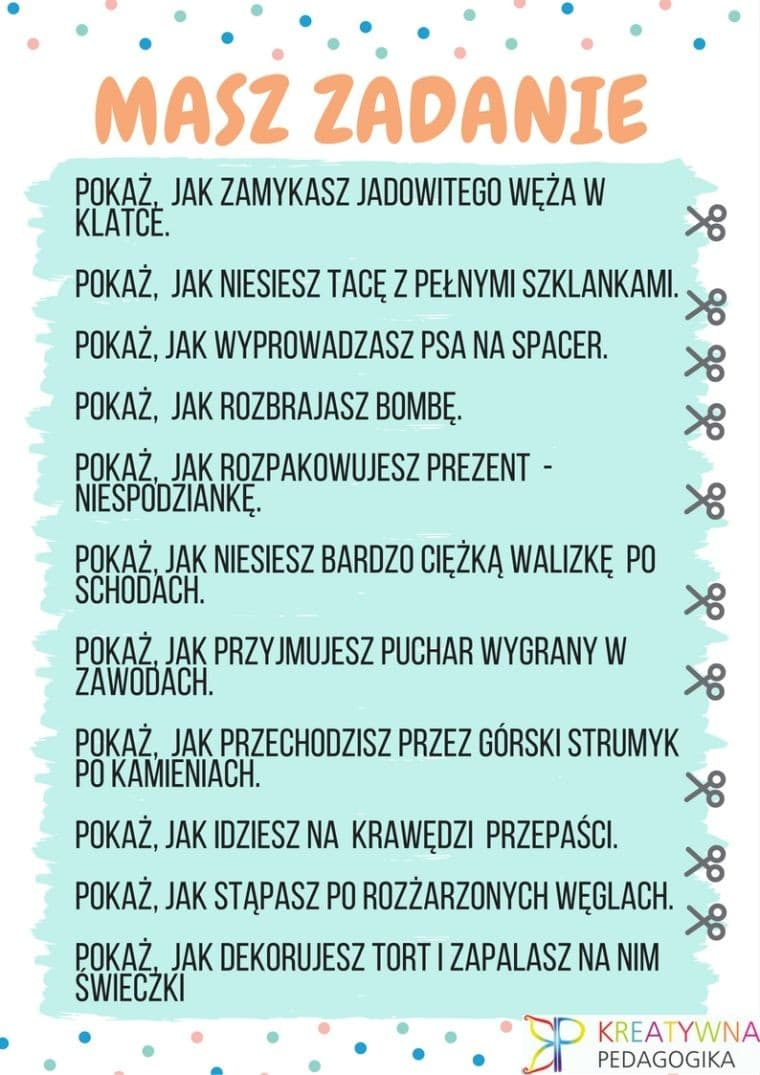 MASZ ZADANIE
POKAŻ, JAK ZAMYKASZ JADOWITEGO WĘŻA W
KLATCE.
POKAŻ, JAK NIESIESZ TACĘ Z PEŁNYMI SZKLANKAMI.
POKAŻ, JAK WYPROWADZASZ PSA NA SPACER.
POKAŻ, JAK ROZBRAJASZ BOMBĘ.
POKAŻ, JAK ROZPAKOWUJESZ PREZENT -
NIESPODZIANKĘ.
POKAŻ, JAK NIESIESZ BARDZO CIĘŻKĄ WALIZKĘ PO
SCHODACH.
POKAŻ, JAK PRZYJMUJESZ PUCHAR WYGRANY W
ZAWODACH.
POKAŻ, JAK PRZECHODZISZ PRZEZ GÓRSKI STRUMYK
PO KAMIENIACH.
POKAŻ, JAK IDZIESZ NA KRAWĘDZI PRZEPAŚCI.
POKAŻ, JAK STĄPASZ PO ROZŻARZONYCH WĘGLACH.
POKAŻ, JAK DEKORUJESZ TORT I ZAPALASZ NA NIM
ŚWIECZKI
KREATYWNA
PEDAGOGIKA